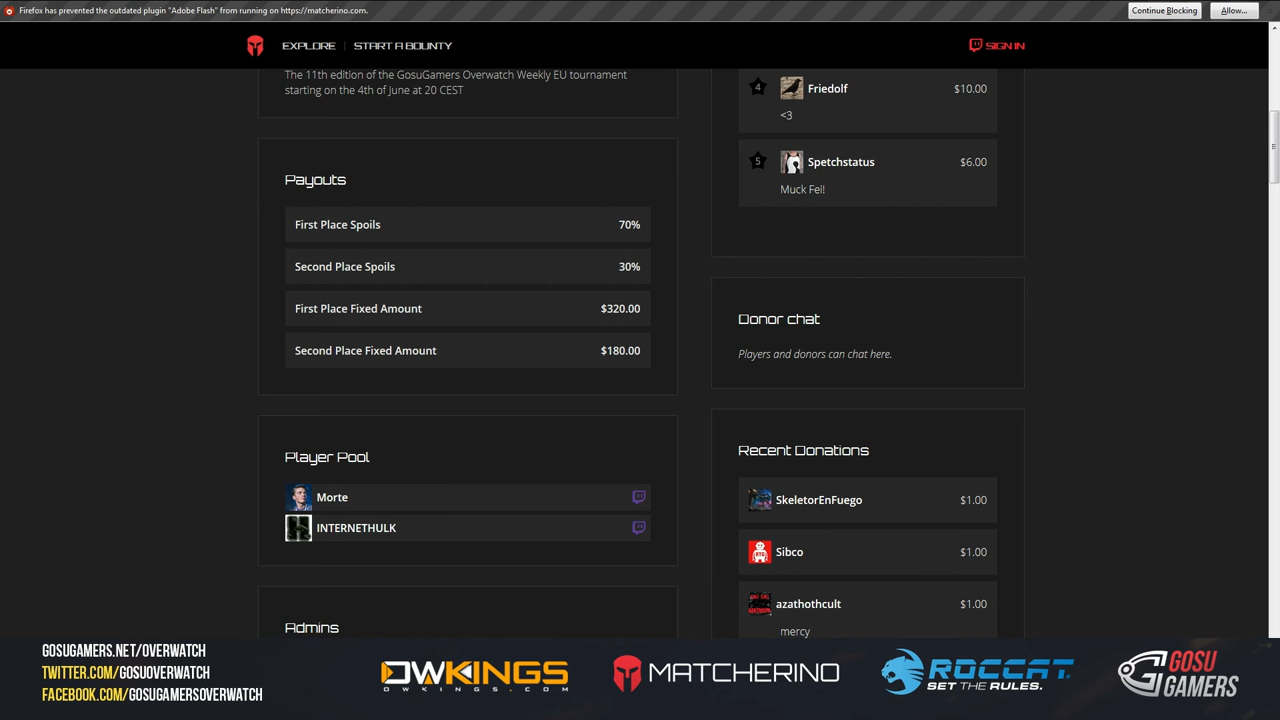 Firefox has prevented the outdated plugin "Adobe Flash" from running on https://matcherino.com.
Continue Blocking
Allow...
EXPLORE | START A BOUNTY
SIGN IN
The 11th edition of the GosuGamers Overwatch Weekly EU tournament
starting on the 4th of June at 20 CEST
Payouts
First Place Spoils 70%
Second Place Spoils 30%
First Place Fixed Amount $320.00
Second Place Fixed Amount $180.00
Player Pool
Morte
INTERNETHULK
Admins
4 Friedolf $10.00
<3
5 Spetchstatus $6.00
Muck Fei!
Donor chat
Players and donors can chat here.
Recent Donations
SkeletorEnFuego $1.00
Sibco $1.00
azathothcult $1.00
mercy
GOSUGAMERS.NET/OVERWATCH
TWITTER.COM/GOSUOVERWATCH
FACEBOOK.COM/GOSUGAMERSOVERWATCH
OWKINGS
OWKINGS.COM
MATCHERINO
ROCCAT
SET THE RULES.
GOSU
GAMERS